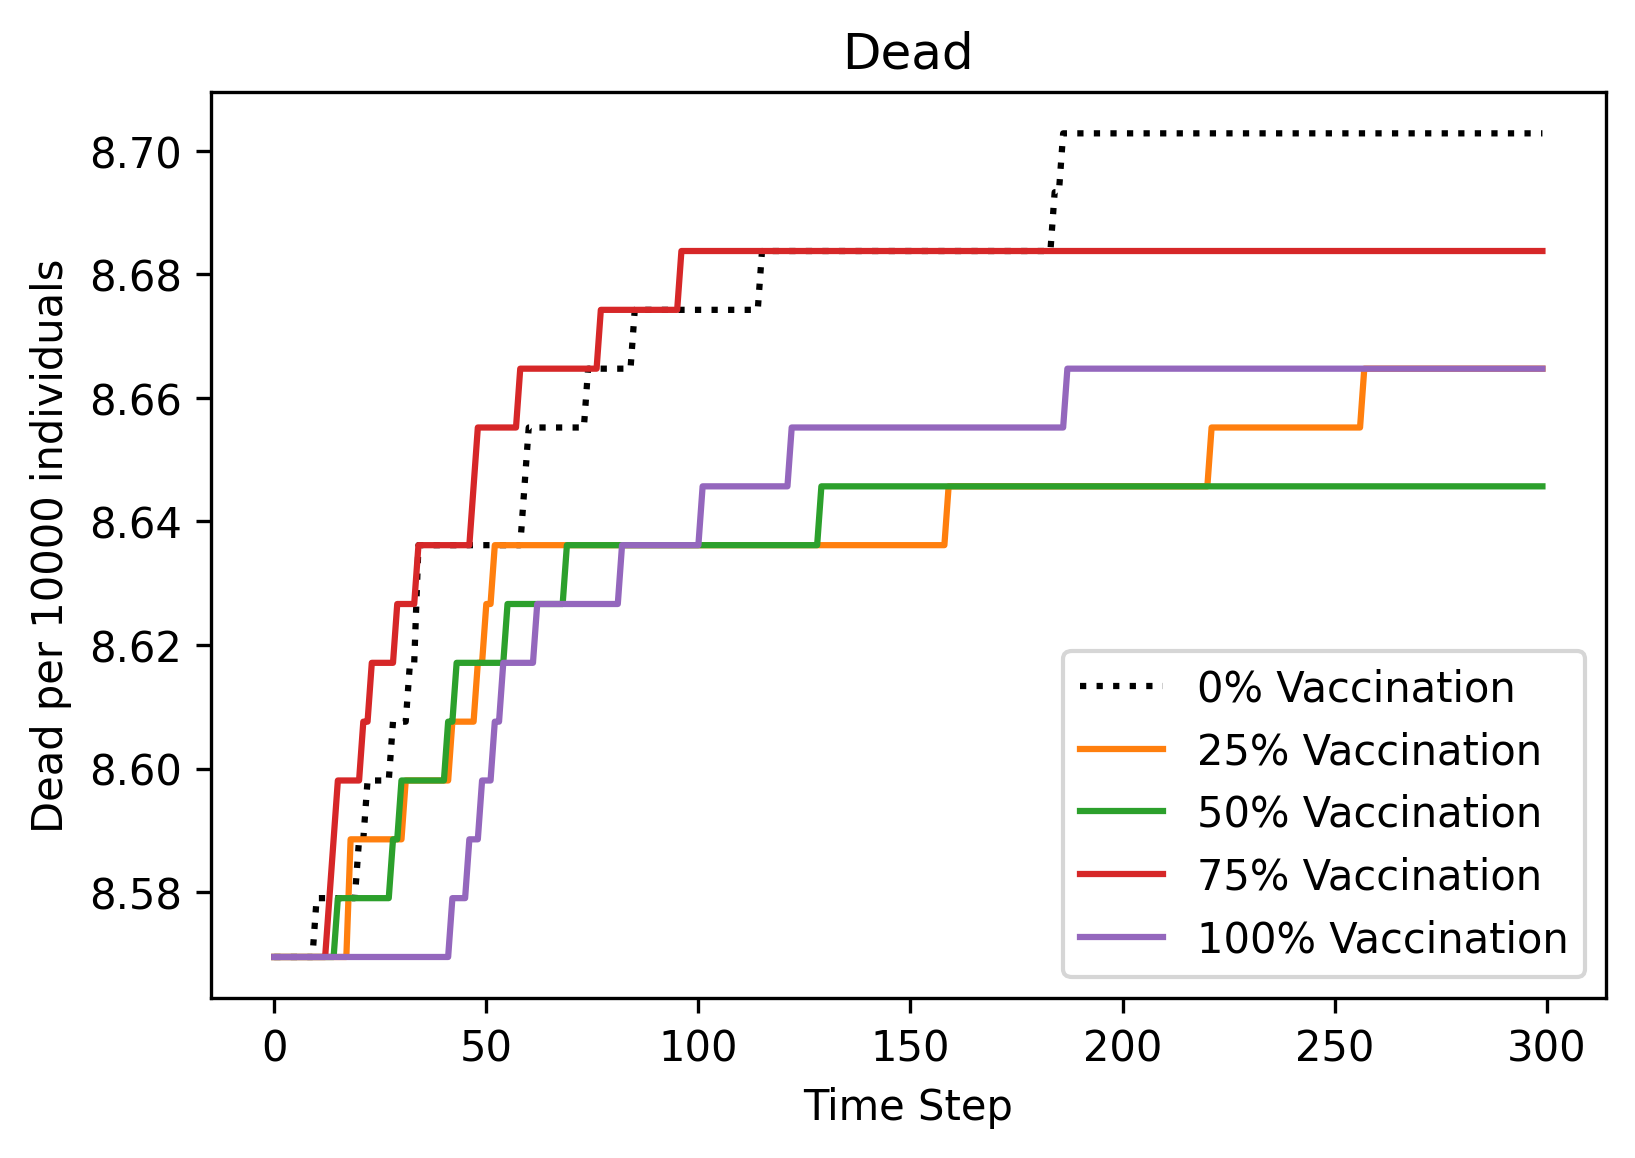 Dead
Dead per 10000 individuals
8.70
8.68
8.66
8.64
8.62
8.60
8.58
0% Vaccination
25% Vaccination
50% Vaccination
75% Vaccination
100% Vaccination
0 50 100 150 200 250 300
Time Step